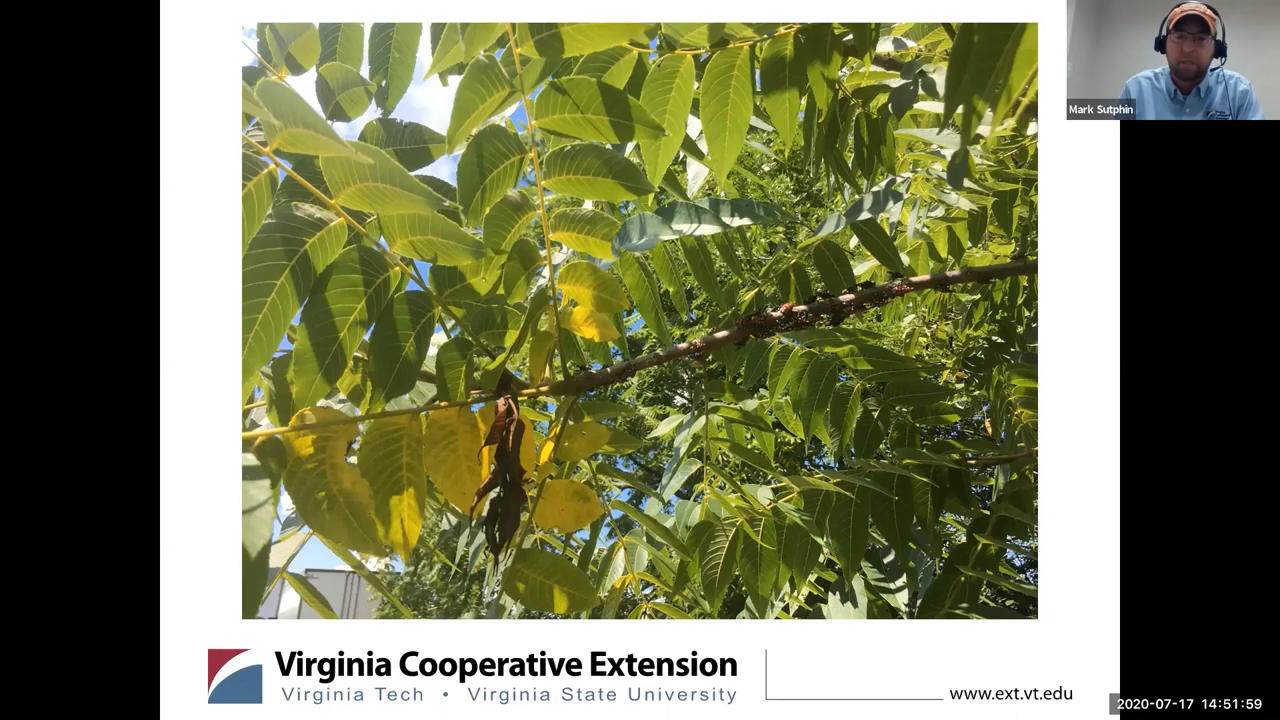 Mark Sutphin
Virginia Cooperative Extension
Virginia Tech • Virginia State University
www.ext.vt.edu
2020-07-17 14:51:59